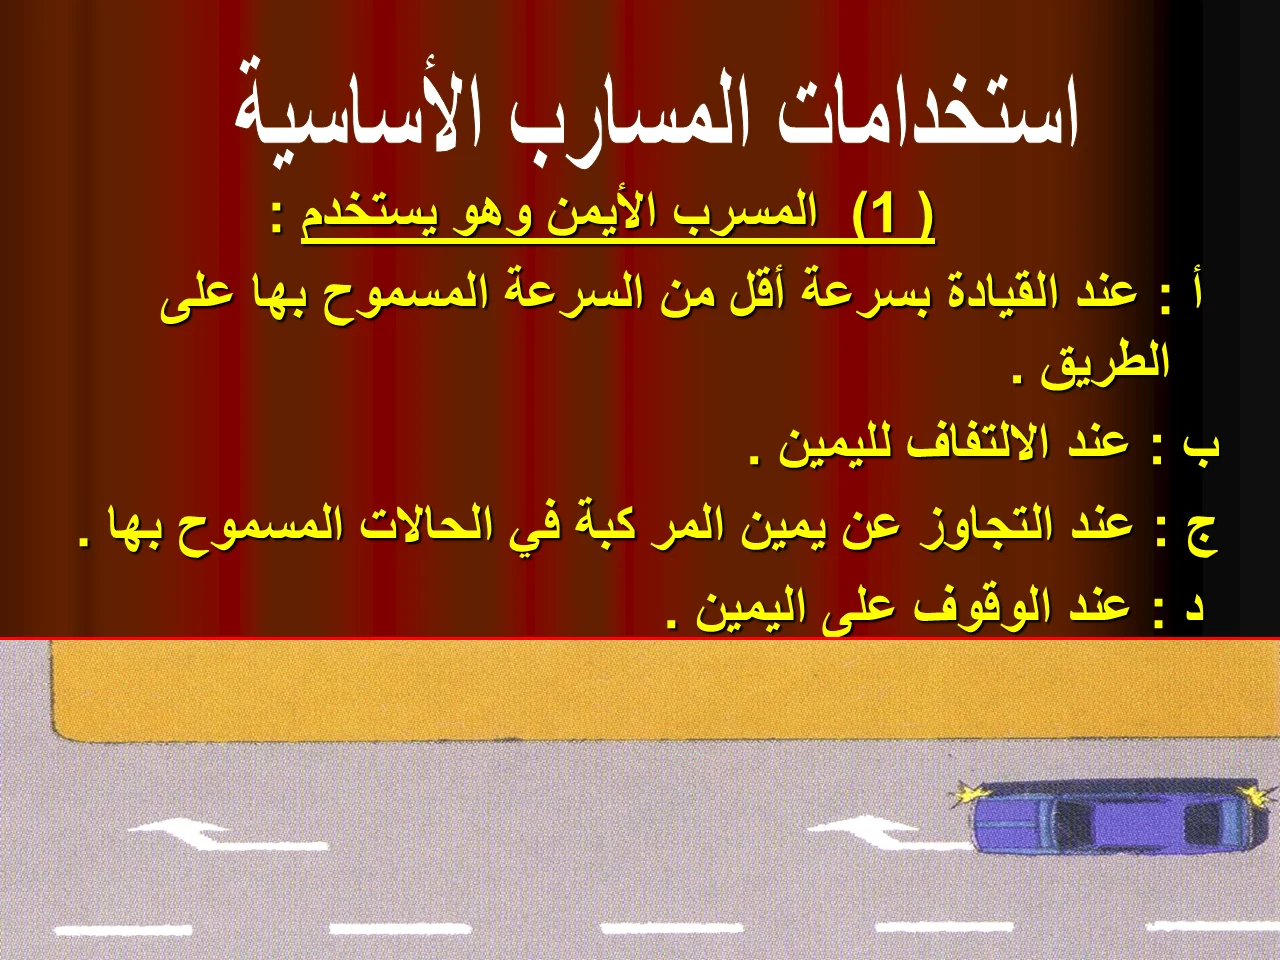 استخدامات المسارب الأساسية
( 1) المسرب الأيمن وهو يستخدم :
أ : عند القيادة بسرعة أقل من السرعة المسموح بها على
الطريق .
ب : عند الالتفاف لليمين .
ج : عند التجاوز عن يمين المر كبة في الحالات المسموح بها .
د : عند الوقوف على اليمين .